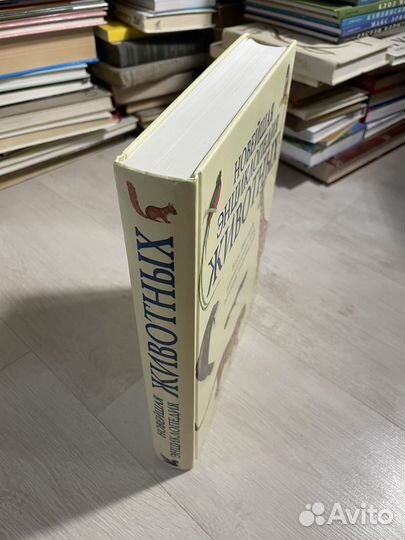 НОВЕЙШАЯ
ЭНЦИКЛОПЕДИЯ
ЖИВОТНЫХ
НОВЕЙШАЯ
ЭНЦИКЛОПЕДИЯ
ЖИВОТНЫХ
Avito